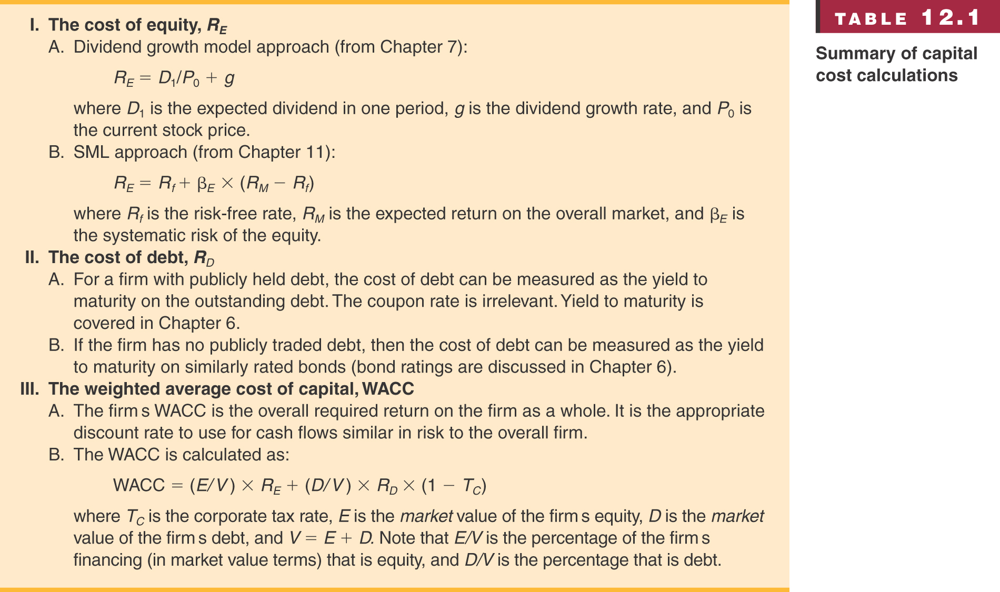 I. The cost of equity, R_E
A. Dividend growth model approach (from Chapter 7):
R_E = D_1/P_0 + g
where D_1 is the expected dividend in one period, g is the dividend growth rate, and P_0 is
the current stock price.
B. SML approach (from Chapter 11):
R_E = R_f + β_E × (R_M − R_f)
where R_f is the risk-free rate, R_M is the expected return on the overall market, and β_E is
the systematic risk of the equity.
II. The cost of debt, R_D
A. For a firm with publicly held debt, the cost of debt can be measured as the yield to
maturity on the outstanding debt. The coupon rate is irrelevant. Yield to maturity is
covered in Chapter 6.
B. If the firm has no publicly traded debt, then the cost of debt can be measured as the yield
to maturity on similarly rated bonds (bond ratings are discussed in Chapter 6).
III. The weighted average cost of capital, WACC
A. The firm s WACC is the overall required return on the firm as a whole. It is the appropriate
discount rate to use for cash flows similar in risk to the overall firm.
B. The WACC is calculated as:
WACC = (E/V) × R_E + (D/V) × R_D × (1 − T_C)
where T_C is the corporate tax rate, E is the market value of the firm s equity, D is the market
value of the firm s debt, and V = E + D. Note that E/V is the percentage of the firm s
financing (in market value terms) that is equity, and D/V is the percentage that is debt.
TABLE 12.1
Summary of capital
cost calculations